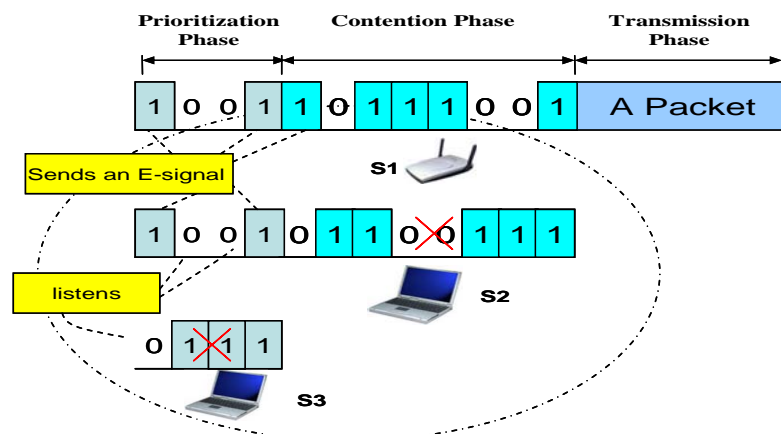 Prioritization Phase
Contention Phase
Transmission Phase
1 0 0 1 1 0 1 1 1 0 0 1 A Packet
S1
Sends an E-signal
1 0 0 1 0 1 1 0 0 1 1 1
S2
listens
0 1 1 1
S3